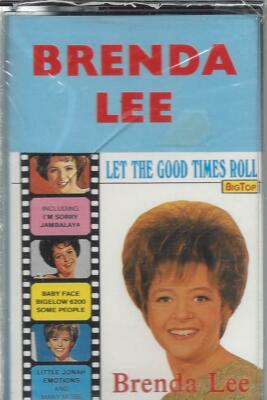 BRENDA
LEE
LET THE GOOD TIMES ROLL
BIGTOP
INCLUDING
I'M SORRY
JAMBALAYA
BABY FACE
BIGELOW 6200
SOME PEOPLE
LITTLE JONAH
EMOTIONS
AND
MANY MORE
Brenda Lee